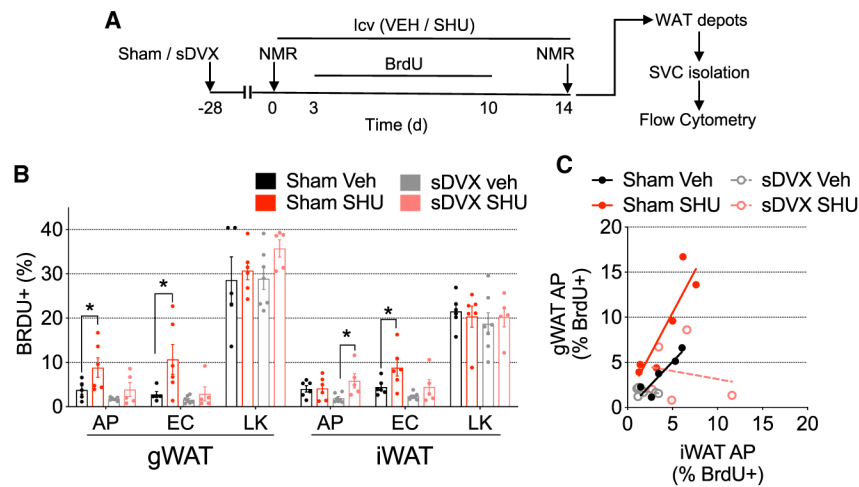 A
Icv (VEH / SHU)
Sham / sDVX
NMR
NMR
BrdU
-28
0
3
10
14
Time (d)
WAT depots
SVC isolation
Flow Cytometry
B
Sham Veh
sDVX veh
Sham SHU
sDVX SHU
BRDU+ (%)
40
30
20
10
0
*
*
*
*
AP
EC
LK
AP
EC
LK
gWAT
iWAT
C
Sham Veh
sDVX Veh
Sham SHU
sDVX SHU
gWAT AP
(% BrdU+)
20
15
10
5
0
0
5
10
15
20
iWAT AP
(% BrdU+)